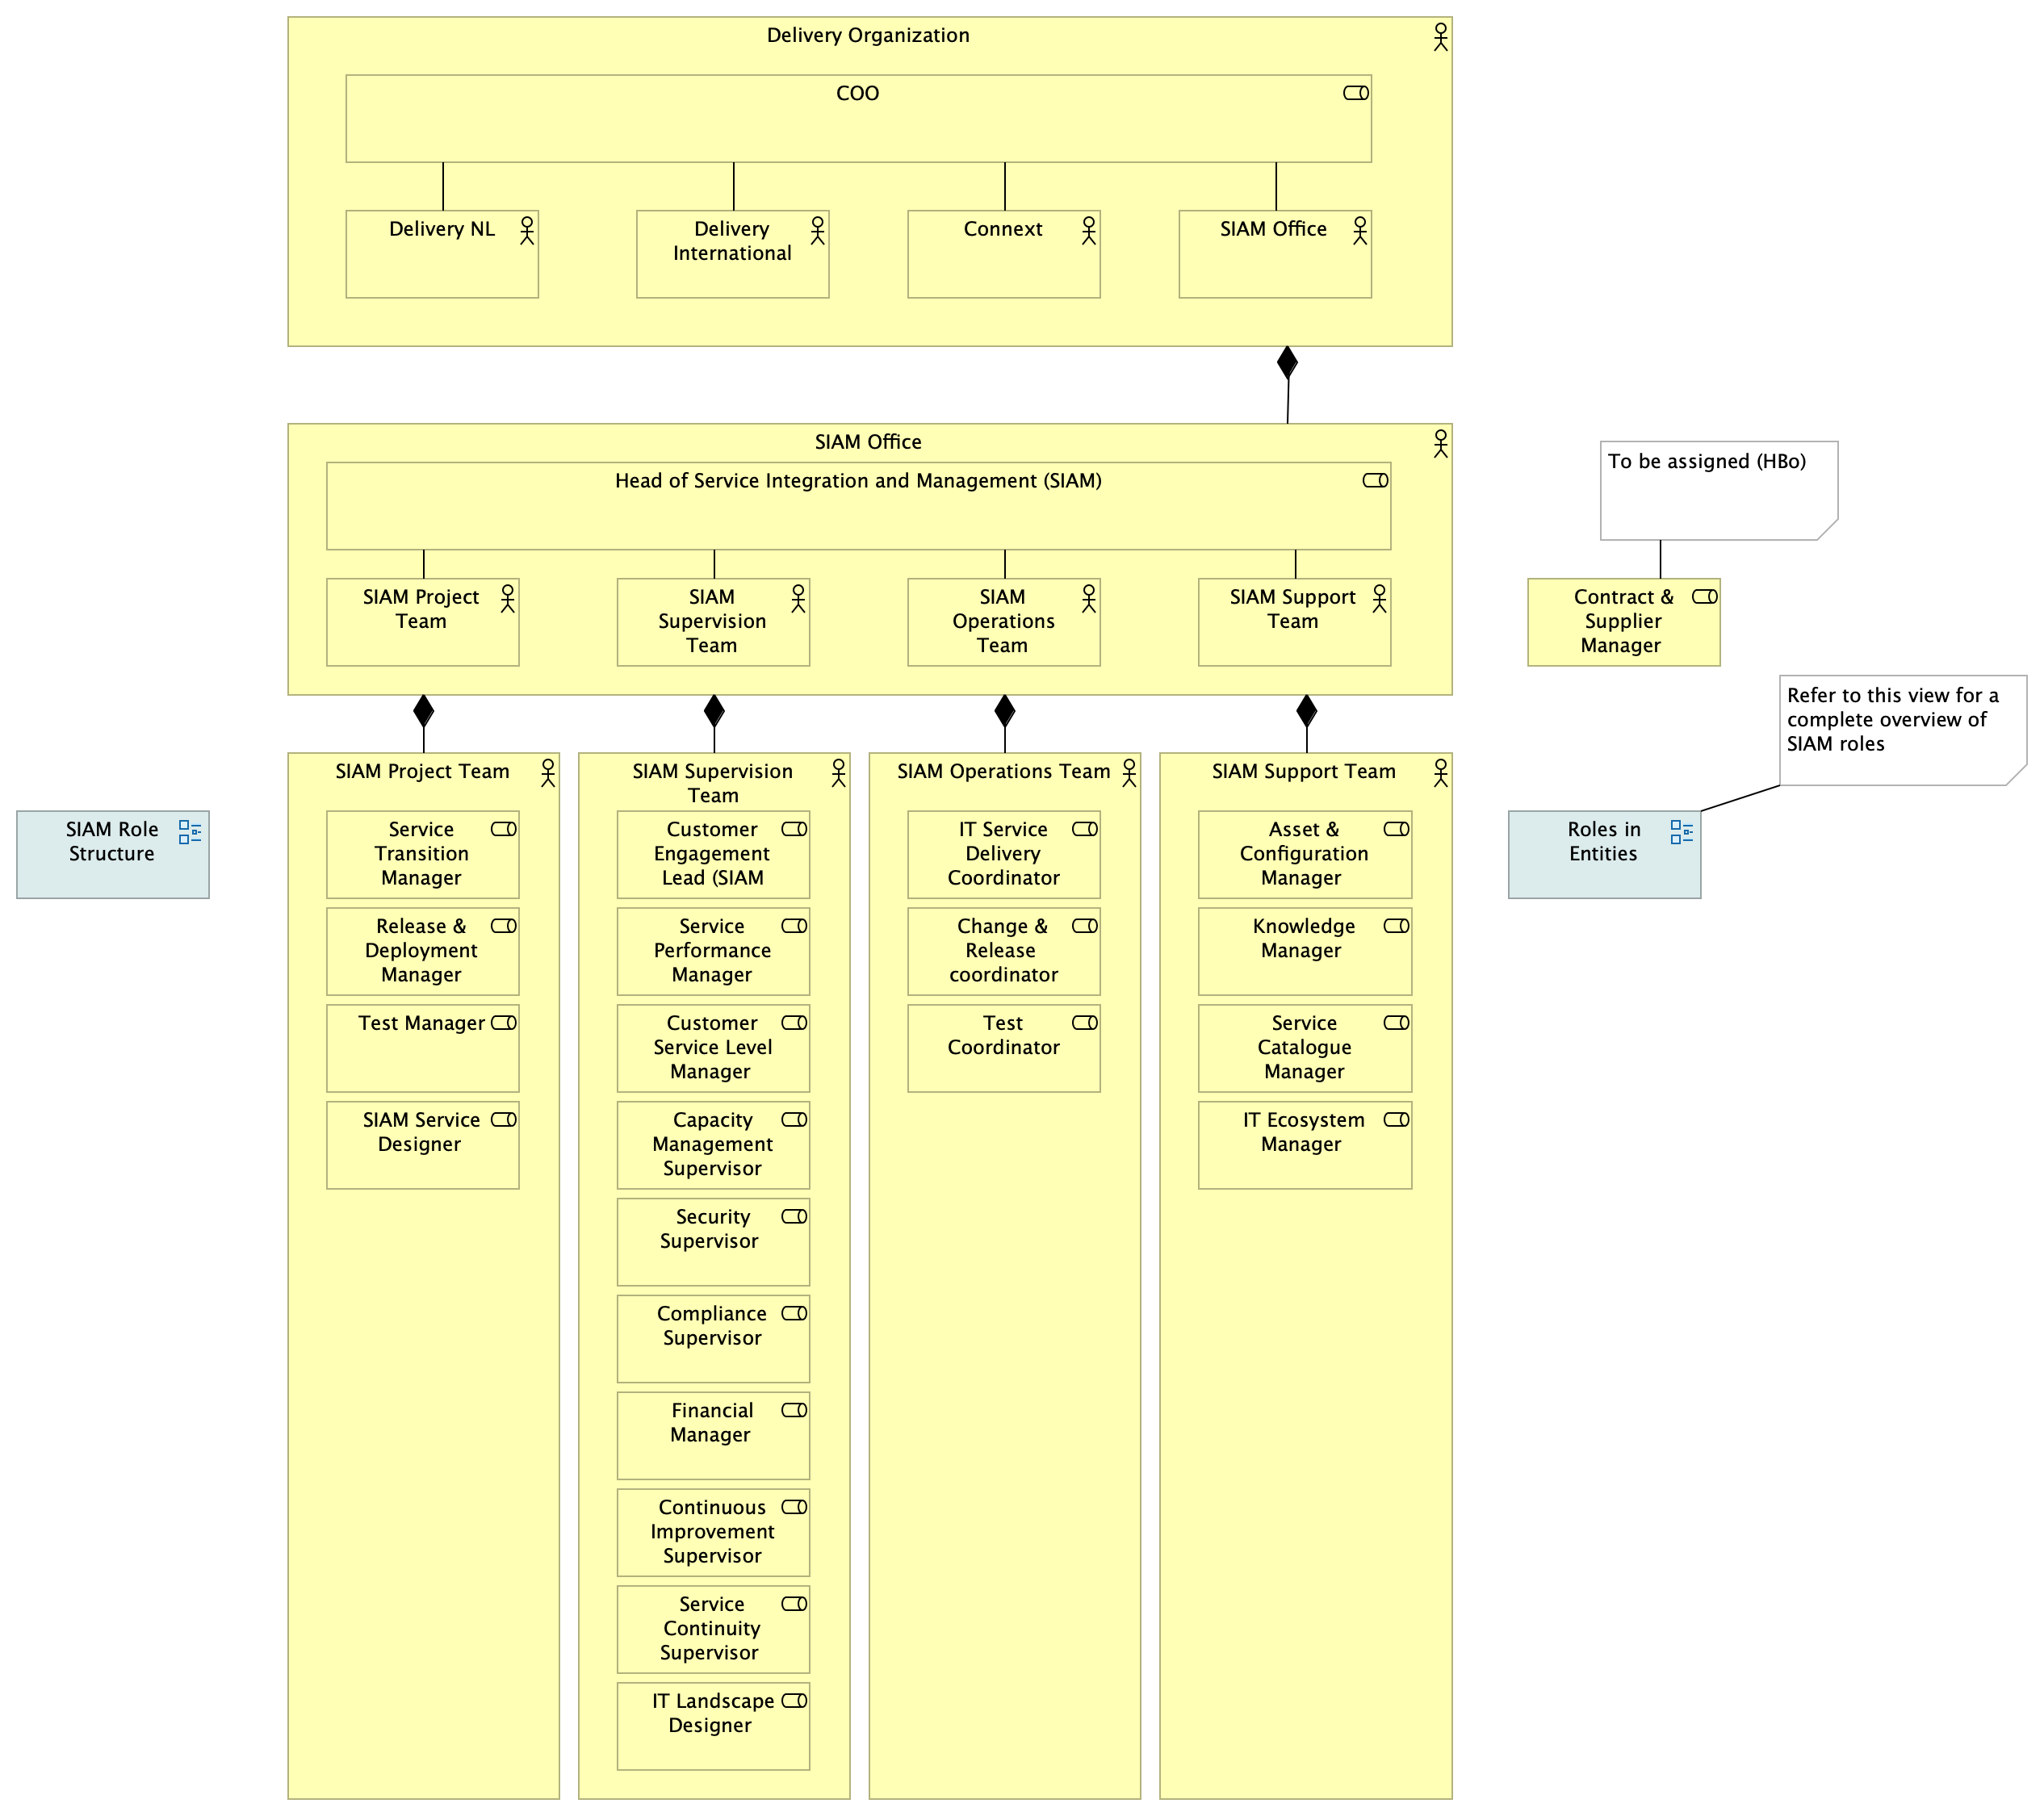 Delivery Organization
COO
Delivery NL
Delivery
International
Connext
SIAM Office
SIAM Office
Head of Service Integration and Management (SIAM)
SIAM Project
Team
SIAM
Supervision
Team
SIAM
Operations
Team
SIAM Support
Team
To be assigned (HBo)
Contract &
Supplier
Manager
Refer to this view for a
complete overview of
SIAM roles
SIAM Role
Structure
SIAM Project Team
Service
Transition
Manager
Release &
Deployment
Manager
Test Manager
SIAM Service
Designer
SIAM Supervision
Team
Customer
Engagement
Lead (SIAM
Service
Performance
Manager
Customer
Service Level
Manager
Capacity
Management
Supervisor
Security
Supervisor
Compliance
Supervisor
Financial
Manager
Continuous
Improvement
Supervisor
Service
Continuity
Supervisor
IT Landscape
Designer
SIAM Operations Team
IT Service
Delivery
Coordinator
Change &
Release
coordinator
Test
Coordinator
SIAM Support Team
Asset &
Configuration
Manager
Knowledge
Manager
Service
Catalogue
Manager
IT Ecosystem
Manager
Roles in
Entities